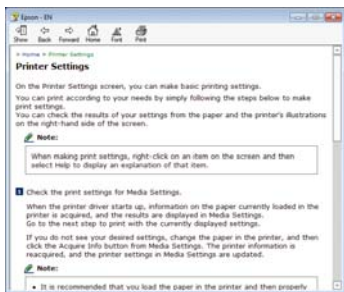 Epson - EN
Show Back Forward Home Font Print
> Home > Printer Settings
Printer Settings
On the Printer Settings screen, you can make basic printing settings.
You can print according to your needs by simply following the steps below to make
print settings.
You can check the results of your settings from the paper and the printer's illustrations
on the right-hand side of the screen.
Note:
When making print settings, right-click on an item on the screen and then
select Help to display an explanation of that item.
1 Check the print settings for Media Settings.
When the printer driver starts up, information on the paper currently loaded in the
printer is acquired, and the results are displayed in Media Settings.
Go to the next step to print with the currently displayed settings.
If you do not see your desired settings, change the paper in the printer, and then
click the Acquire Info button from Media Settings. The printer information is
reacquired, and the printer settings in Media Settings are updated.
Note:
• It is recommended that you load the paper in the printer and then properly